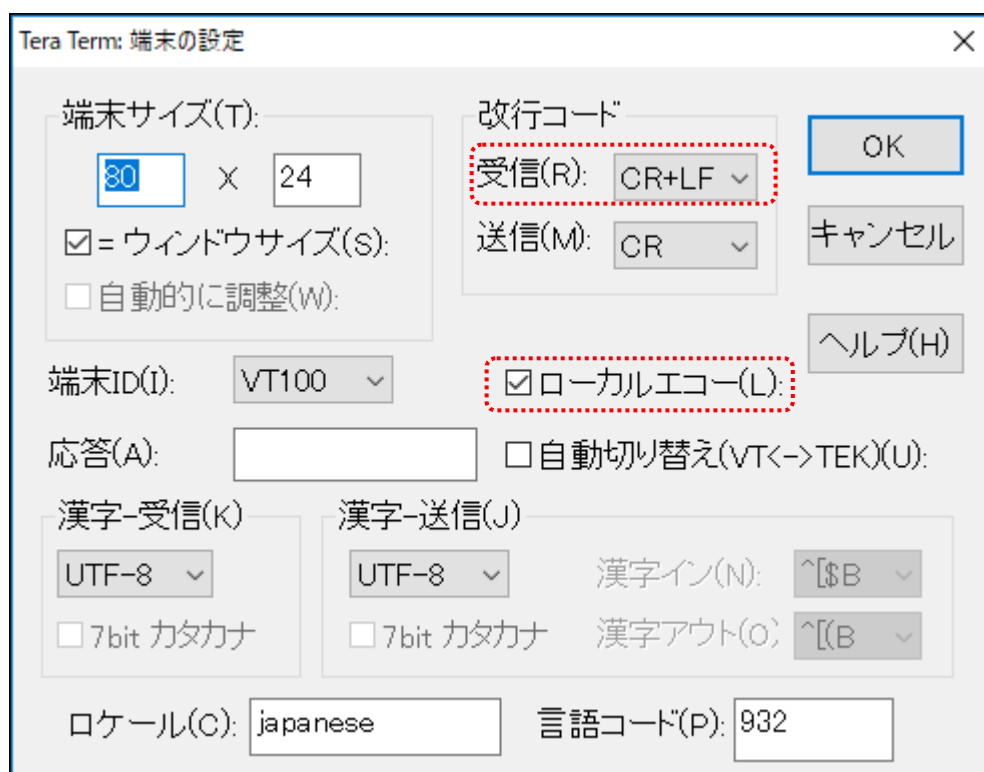 Tera Term: 端末の設定
端末サイズ(T):
80 X 24
= ウィンドウサイズ(S):
自動的に調整(W):
改行コード
受信(R): CR+LF
送信(M): CR
OK
キャンセル
ヘルプ(H)
端末ID(I): VT100
ローカルエコー(L):
応答(A):
自動切り替え(VT<->TEK)(U):
漢字-受信(K)
UTF-8
7bit カタカナ
漢字-送信(J)
UTF-8
7bit カタカナ
漢字イン(N): ^[$B
漢字アウト(O) ^[(B
ロケール(C): japanese
言語コード(P): 932